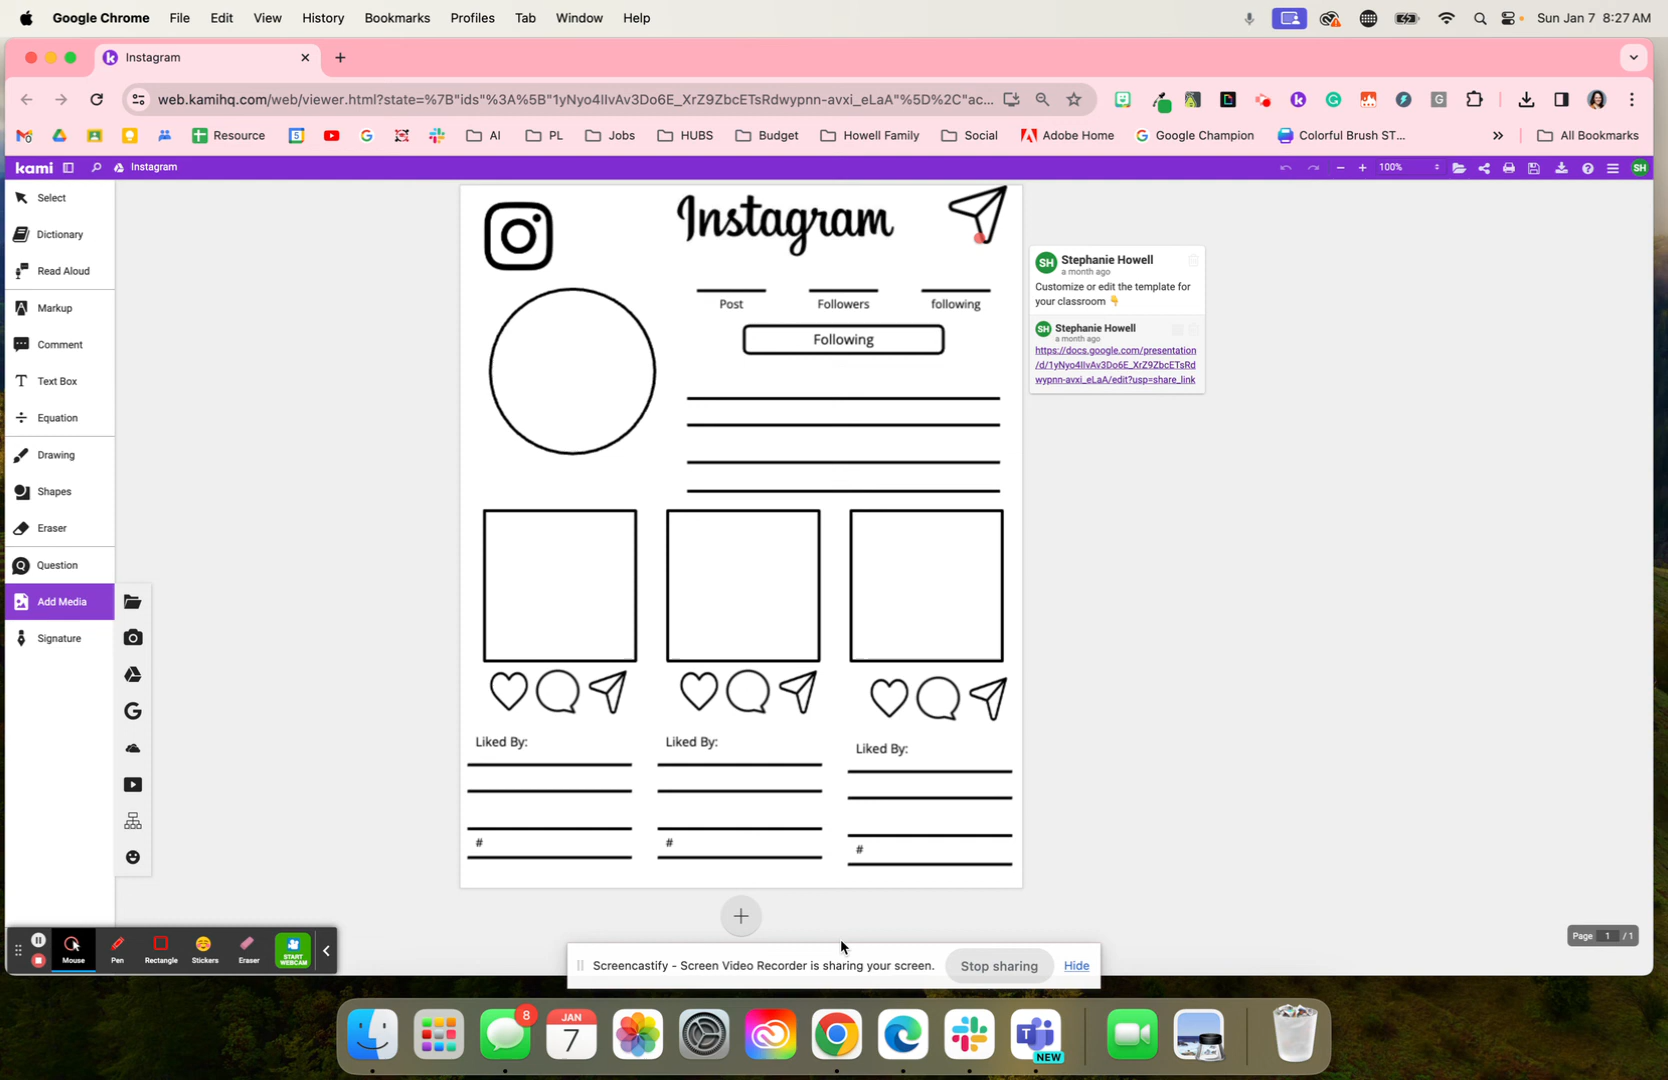 Google Chrome File Edit View History Bookmarks Profiles Tab Window Help Sun Jan 7 8:27 AM
Instagram
web.kamihq.com/web/viewer.html?state=%7B"ids"%3A%5B"1yNyo4IlvAv3Do6E_XrZ9ZbcETsRdwypnn-avxi_eLaA"%5D%2C"ac...
Resource AI PL Jobs HUBS Budget Howell Family Social Adobe Home Google Champion Colorful Brush ST... » All Bookmarks
kami Instagram 100% SH
Select
Dictionary
Read Aloud
Markup
Comment
Text Box
Equation
Drawing
Shapes
Eraser
Question
Add Media
Signature
Instagram
Post Followers following
Following
Liked By: Liked By: Liked By:
# # #
SH Stephanie Howell
a month ago
Customize or edit the template for
your classroom 👇
SH Stephanie Howell
a month ago
https://docs.google.com/presentation
/d/1yNyo4IlvAv3Do6E_XrZ9ZbcETsRd
wypnn-avxi_eLaA/edit?usp=share_link
Page 1 / 1
Mouse Pen Rectangle Stickers Eraser START
WEBCAM
Screencastify - Screen Video Recorder is sharing your screen. Stop sharing Hide
8
JAN
7
NEW